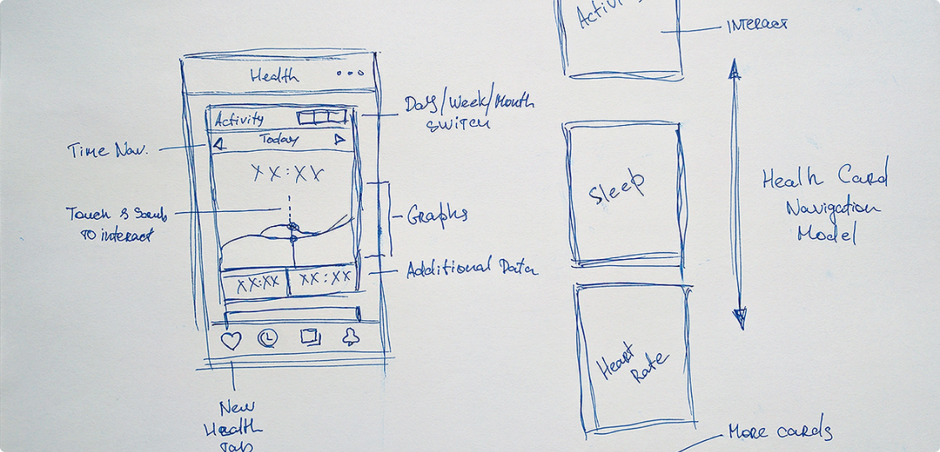 Health
Activity
Today
XX:XX
XX:XX
XX:XX
Time Nav.
Touch & Scrub
to interact
New
Health
Tab
Day/Week/Month
Switch
Graphs
Additional Data
Activity
Interact
Sleep
Heart
Rate
Health Card
Navigation
Model
More cards